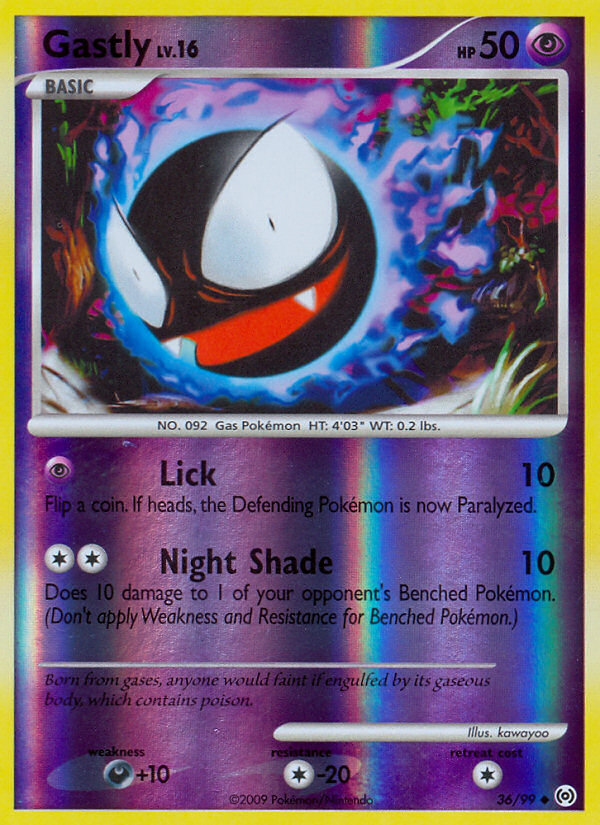 Gastly LV.16 HP 50
BASIC
NO. 092 Gas Pokémon HT: 4'03" WT: 0.2 lbs.
Lick 10
Flip a coin. If heads, the Defending Pokémon is now Paralyzed.
Night Shade 10
Does 10 damage to 1 of your opponent's Benched Pokémon.
(Don't apply Weakness and Resistance for Benched Pokémon.)
Born from gases, anyone would faint if engulfed by its gaseous
body, which contains poison.
Illus. kawayoo
weakness resistance retreat cost
+10 -20
©2009 Pokémon/Nintendo 36/99